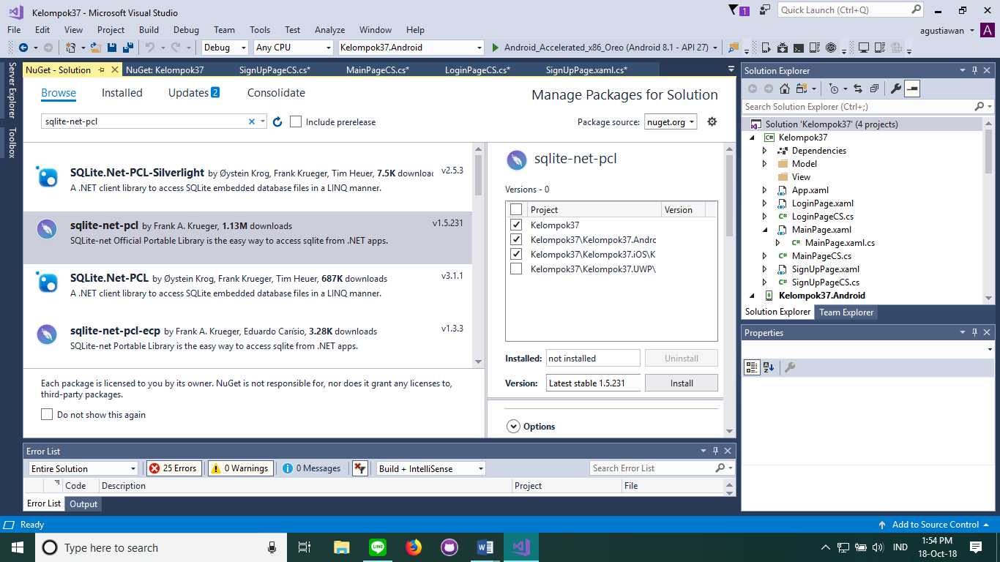 Kelompok37 - Microsoft Visual Studio
1
Quick Launch (Ctrl+Q)
File Edit View Project Build Debug Team Tools Test Analyze Window Help
agustiawan
A
Debug
Any CPU
Kelompok37.Android
Android_Accelerated_x86_Oreo (Android 8.1 - API 27)
Server Explorer
Toolbox
NuGet - Solution
NuGet: Kelompok37
SignUpPageCS.cs*
MainPageCS.cs*
LoginPageCS.cs*
SignUpPage.xaml.cs*
Browse
Installed
Updates 2
Consolidate
Manage Packages for Solution
sqlite-net-pcl
Include prerelease
Package source: nuget.org
SQLite.Net-PCL-Silverlight by Øystein Krog, Frank Krueger, Tim Heuer, 7.5K downloads
v2.5.3
A .NET client library to access SQLite embedded database files in a LINQ manner.
sqlite-net-pcl by Frank A. Krueger, 1.13M downloads
v1.5.231
SQLite-net Official Portable Library is the easy way to access sqlite from .NET apps.
SQLite.Net-PCL by Øystein Krog, Frank Krueger, Tim Heuer, 687K downloads
v3.1.1
A .NET client library to access SQLite embedded database files in a LINQ manner.
sqlite-net-pcl-ecp by Frank A. Krueger, Eduardo Carísio, 3.28K downloads
v1.3.3
SQLite-net Portable Library is the easy way to access sqlite from .NET apps.
Each package is licensed to you by its owner. NuGet is not responsible for, nor does it grant any licenses to,
third-party packages.
Do not show this again
sqlite-net-pcl
Versions - 0
Project Version
Kelompok37
Kelompok37\Kelompok37.Andrc
Kelompok37\Kelompok37.iOS\K
Kelompok37\Kelompok37.UWP\
Installed: not installed Uninstall
Version: Latest stable 1.5.231 Install
Options
Solution Explorer
Search Solution Explorer (Ctrl+;)
Solution 'Kelompok37' (4 projects)
C# Kelompok37
Dependencies
Model
View
App.xaml
LoginPage.xaml
C# LoginPageCS.cs
MainPage.xaml
C# MainPage.xaml.cs
C# MainPageCS.cs
SignUpPage.xaml
C# SignUpPageCS.cs
Kelompok37.Android
Solution Explorer
Team Explorer
Properties
Error List
Entire Solution
25 Errors
0 Warnings
0 Messages
Build + IntelliSense
Search Error List
Code Description Project File
Error List
Output
Ready
Add to Source Control
Type here to search
LINE
IND
1:54 PM
18-Oct-18